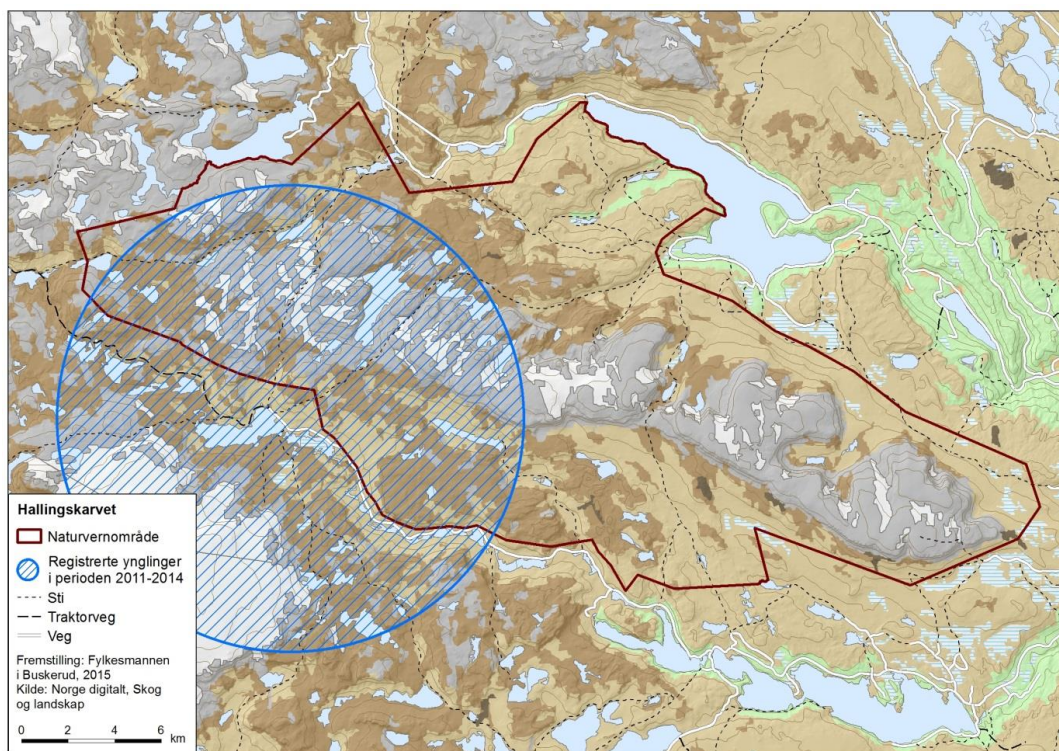 Hallingskarvet
Naturvernområde
Registrerte ynglinger
i perioden 2011-2014
Sti
Traktorveg
Veg
Fremstilling: Fylkesmannen
i Buskerud, 2015
Kilde: Norge digitalt, Skog
og landskap
0 2 4 6
km